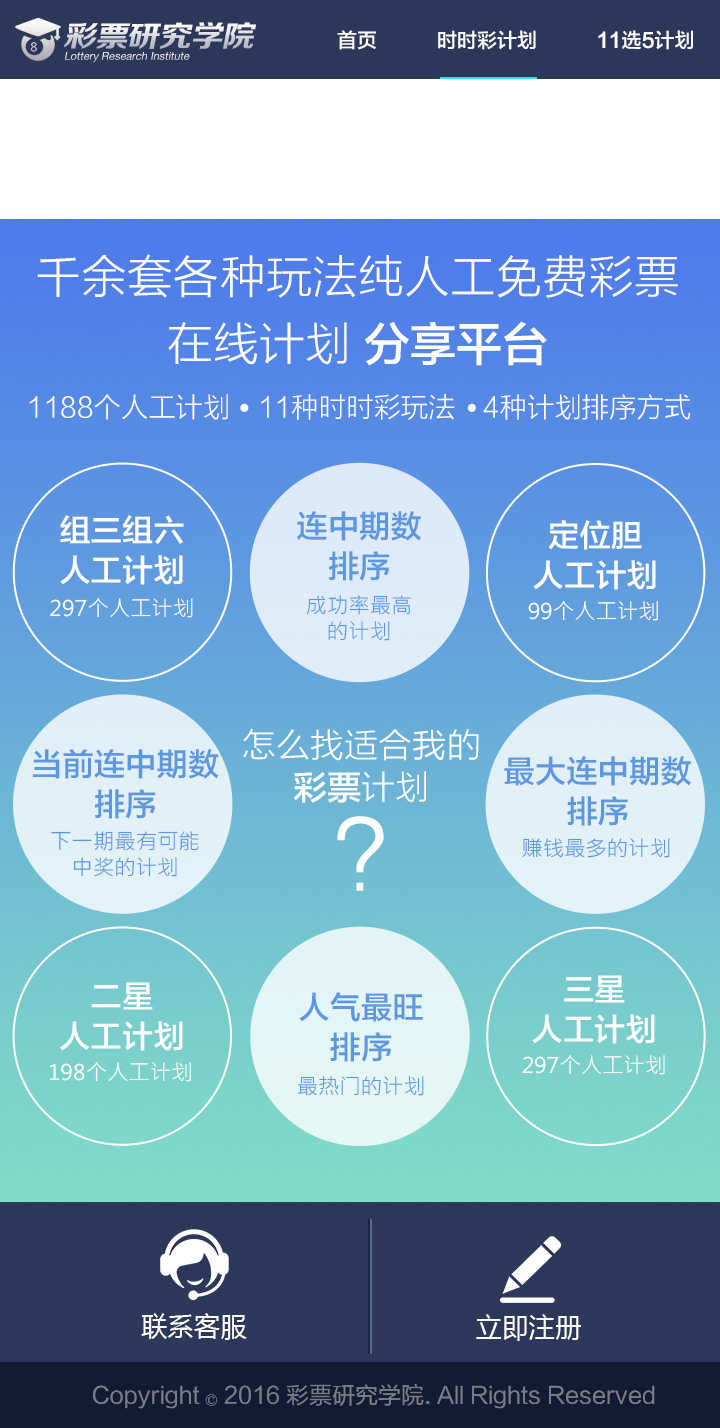 彩票研究学院
Lottery Research Institute
8
首页
时时彩计划
11选5计划
千余套各种玩法纯人工免费彩票
在线计划 分享平台
1188个人工计划 • 11种时时彩玩法 • 4种计划排序方式
组三组六
人工计划
297个人工计划
连中期数
排序
成功率最高
的计划
定位胆
人工计划
99个人工计划
当前连中期数
排序
下一期最有可能
中奖的计划
怎么找适合我的
彩票计划
?
最大连中期数
排序
赚钱最多的计划
二星
人工计划
198个人工计划
人气最旺
排序
最热门的计划
三星
人工计划
297个人工计划
联系客服
立即注册
Copyright © 2016 彩票研究学院. All Rights Reserved